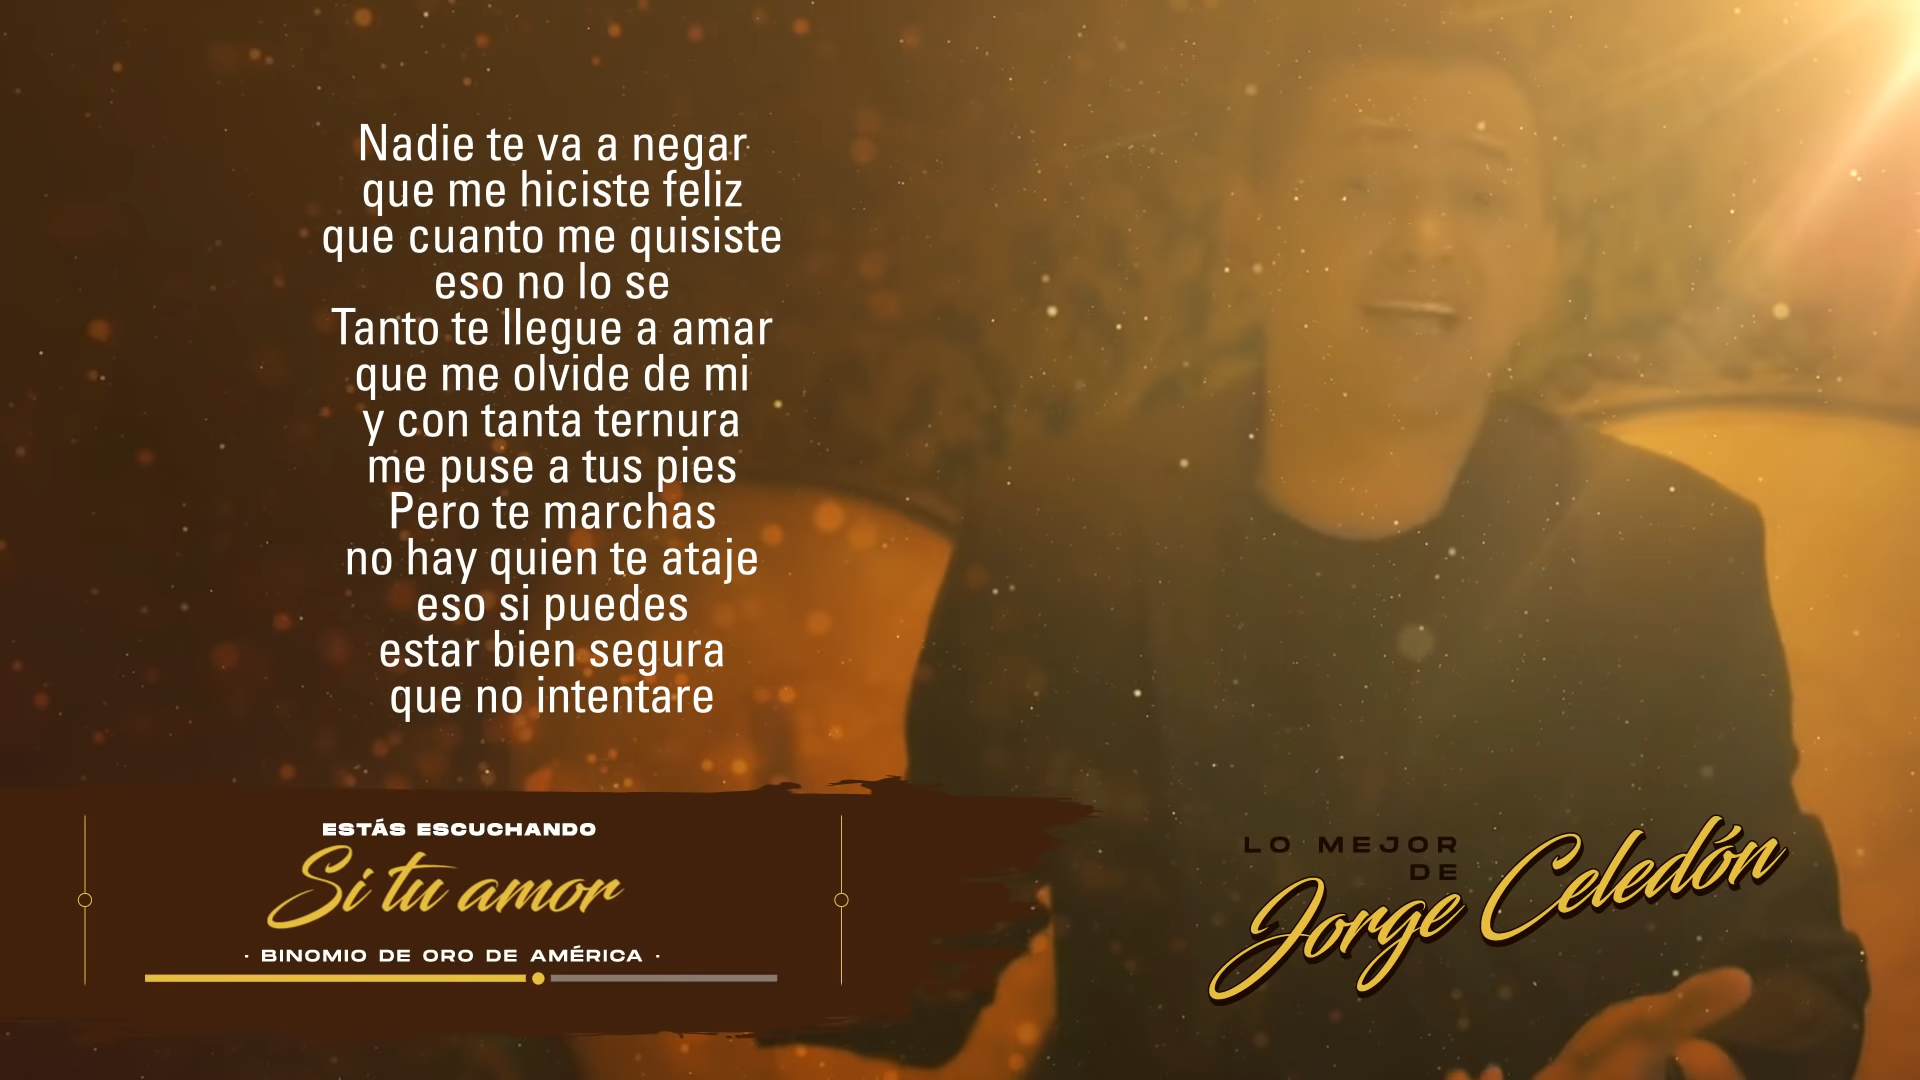 Nadie te va a negar
que me hiciste feliz
que cuanto me quisiste
eso no lo se
Tanto te llegue a amar
que me olvide de mi
y con tanta ternura
me puse a tus pies
Pero te marchas
no hay quien te ataje
eso si puedes
estar bien segura
que no intentare
ESTÁS ESCUCHANDO
Si tu amor
· BINOMIO DE ORO DE AMÉRICA ·
LO MEJOR
DE
Jorge Celedón